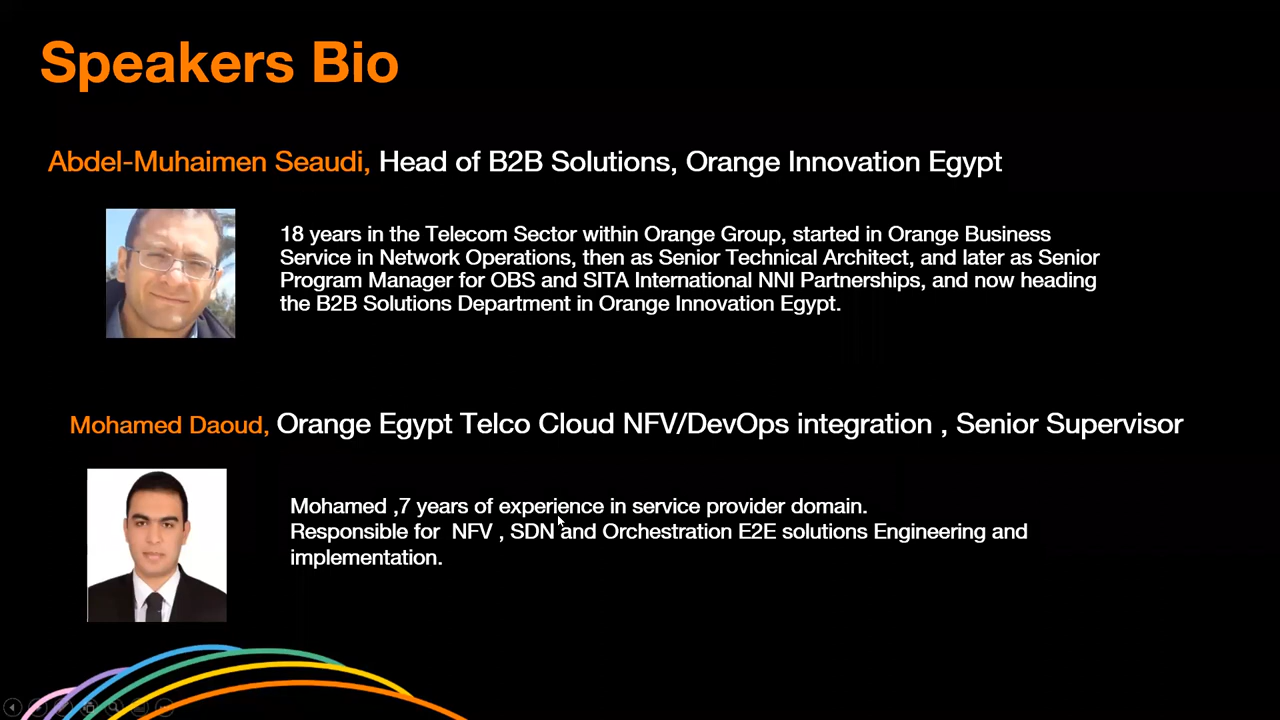 Speakers Bio
Abdel-Muhaimen Seaudi, Head of B2B Solutions, Orange Innovation Egypt
18 years in the Telecom Sector within Orange Group, started in Orange Business
Service in Network Operations, then as Senior Technical Architect, and later as Senior
Program Manager for OBS and SITA International NNI Partnerships, and now heading
the B2B Solutions Department in Orange Innovation Egypt.
Mohamed Daoud, Orange Egypt Telco Cloud NFV/DevOps integration , Senior Supervisor
Mohamed ,7 years of experience in service provider domain.
Responsible for  NFV , SDN and Orchestration E2E solutions Engineering and
implementation.